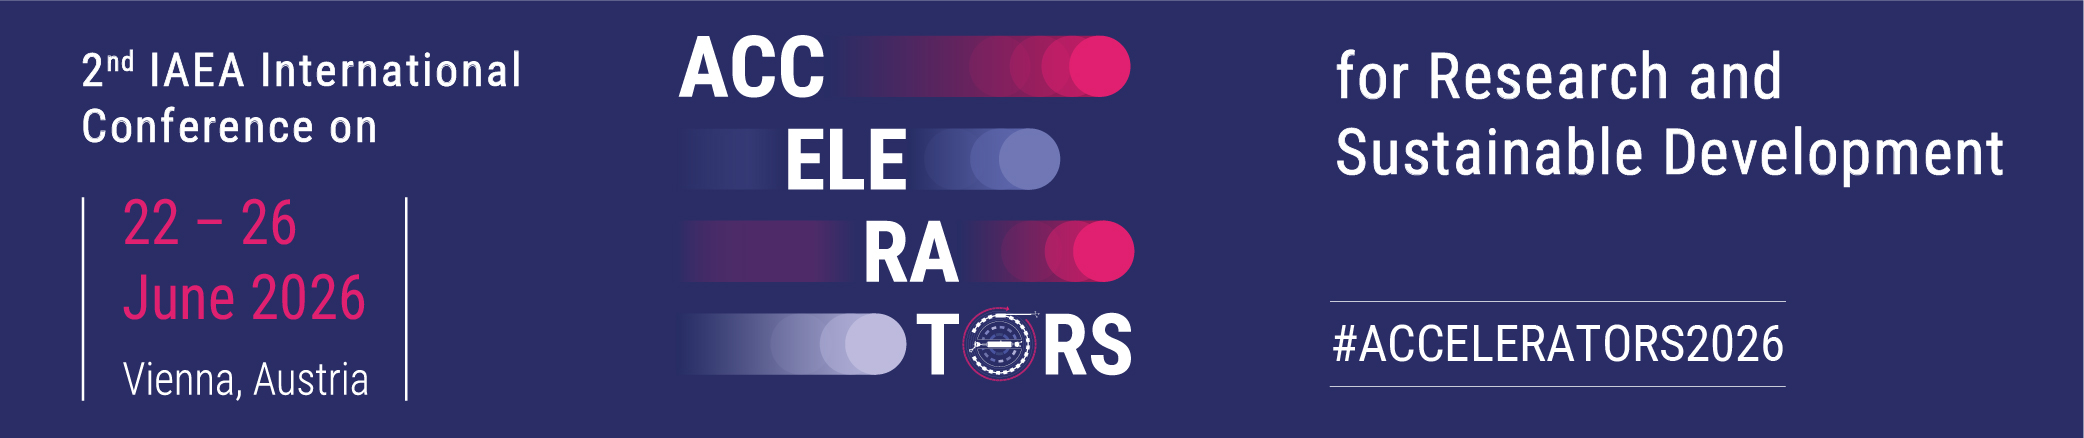 2nd IAEA International
Conference on
22 – 26
June 2026
Vienna, Austria
ACC
ELE
RA
TORS
for Research and
Sustainable Development
#ACCELERATORS2026